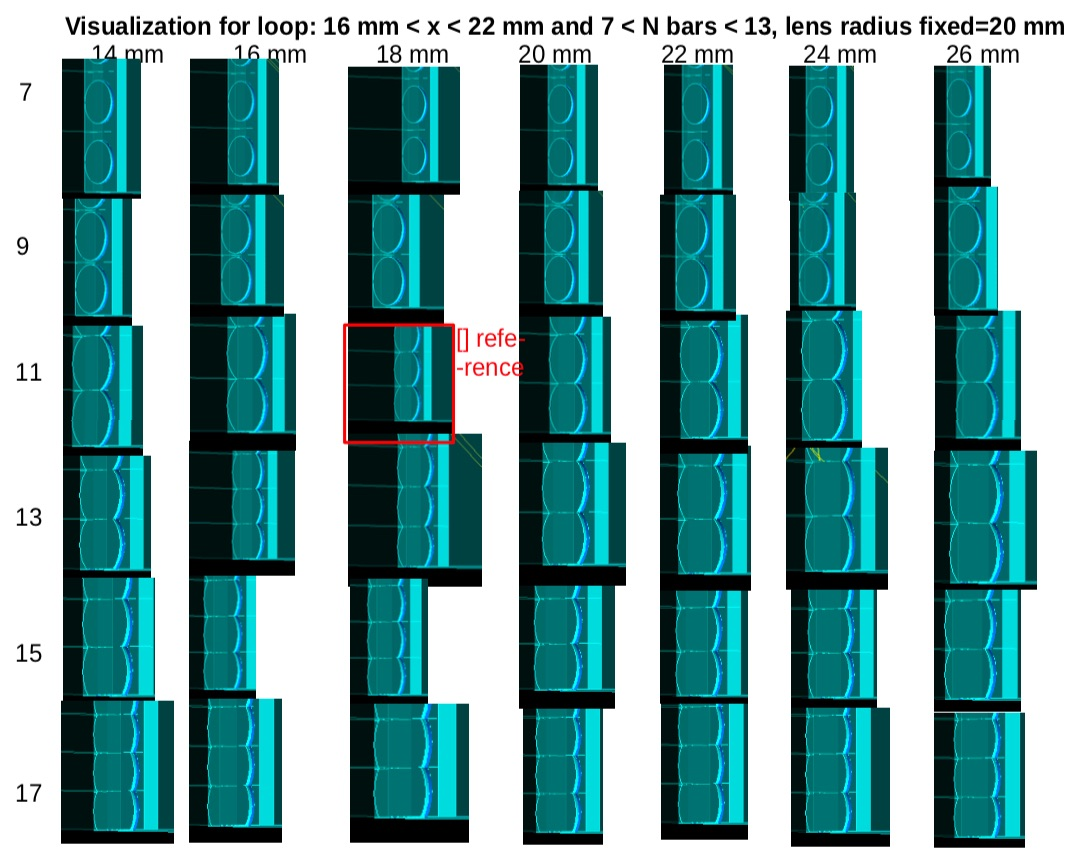 Visualization for loop: 16 mm < x < 22 mm and 7 < N bars < 13, lens radius fixed=20 mm
14 mm 16 mm 18 mm 20 mm 22 mm 24 mm 26 mm
7
9
[] refe-
-rence
11
13
15
17